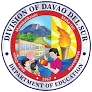 DIVISION OF DAVAO DEL SUR
DEPARTMENT OF EDUCATION